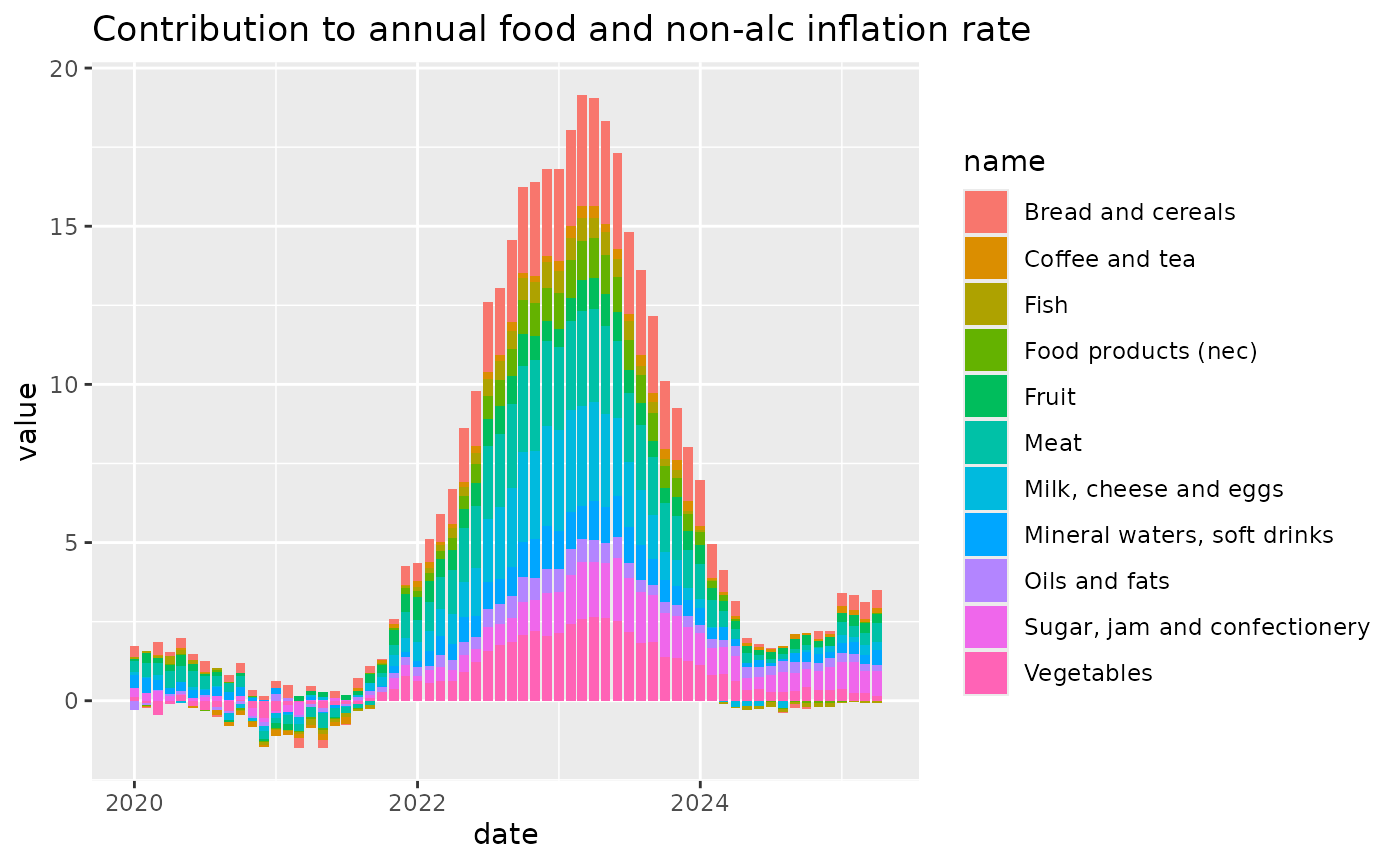 Contribution to annual food and non-alc inflation rate
20
15
10
5
0
value
2020
2022
2024
date
name
Bread and cereals
Coffee and tea
Fish
Food products (nec)
Fruit
Meat
Milk, cheese and eggs
Mineral waters, soft drinks
Oils and fats
Sugar, jam and confectionery
Vegetables